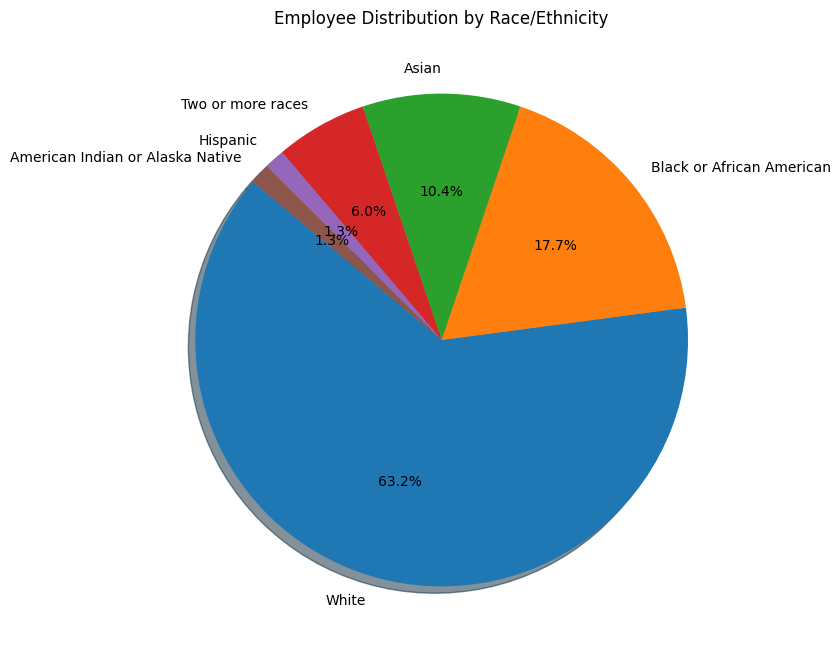 Employee Distribution by Race/Ethnicity
Asian
Two or more races
Hispanic
American Indian or Alaska Native
Black or African American
10.4%
6.0%
1.3%
1.3%
17.7%
63.2%
White